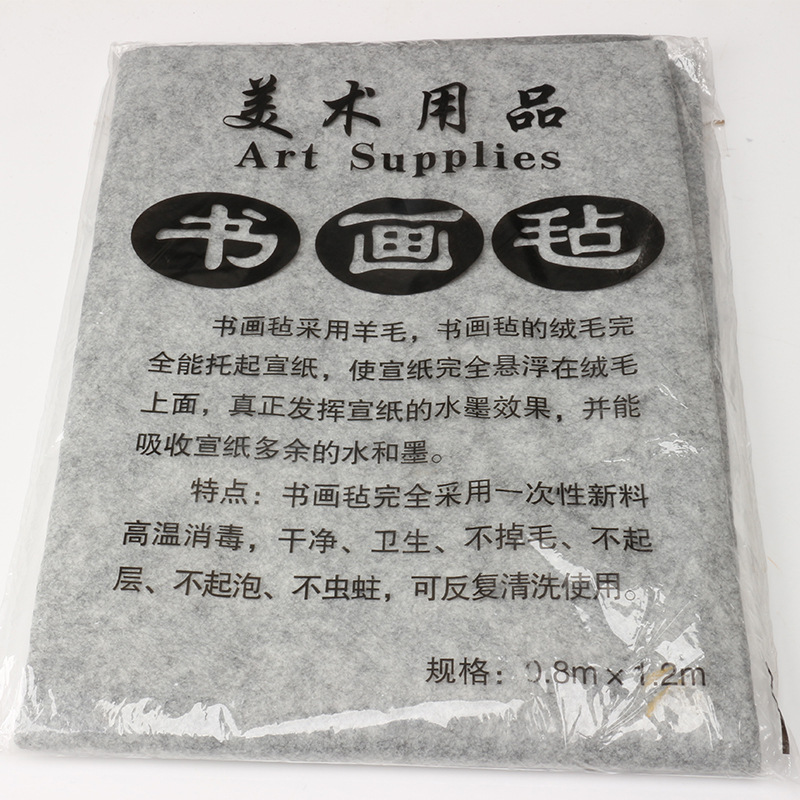 美术用品
Art Supplies
书画毡
书画毡采用羊毛，书画毡的绒毛完
全能托起宣纸，使宣纸完全悬浮在绒毛
上面，真正发挥宣纸的水墨效果，并能
吸收宣纸多余的水和墨。
特点：书画毡完全采用一次性新料
高温消毒，干净、卫生、不掉毛、不起
层、不起泡、不虫蛀，可反复清洗使用。
规格：0.8m x 1.2m